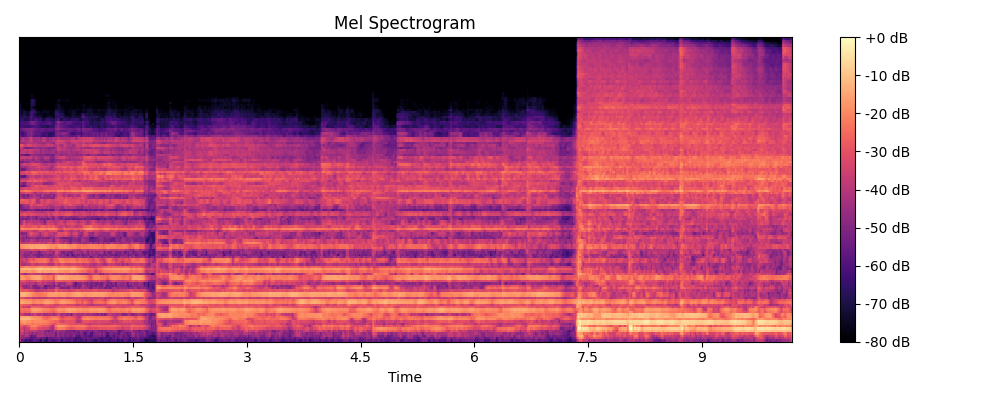 Mel Spectrogram
+0 dB
-10 dB
-20 dB
-30 dB
-40 dB
-50 dB
-60 dB
-70 dB
-80 dB
0 1.5 3 4.5 6 7.5 9
Time